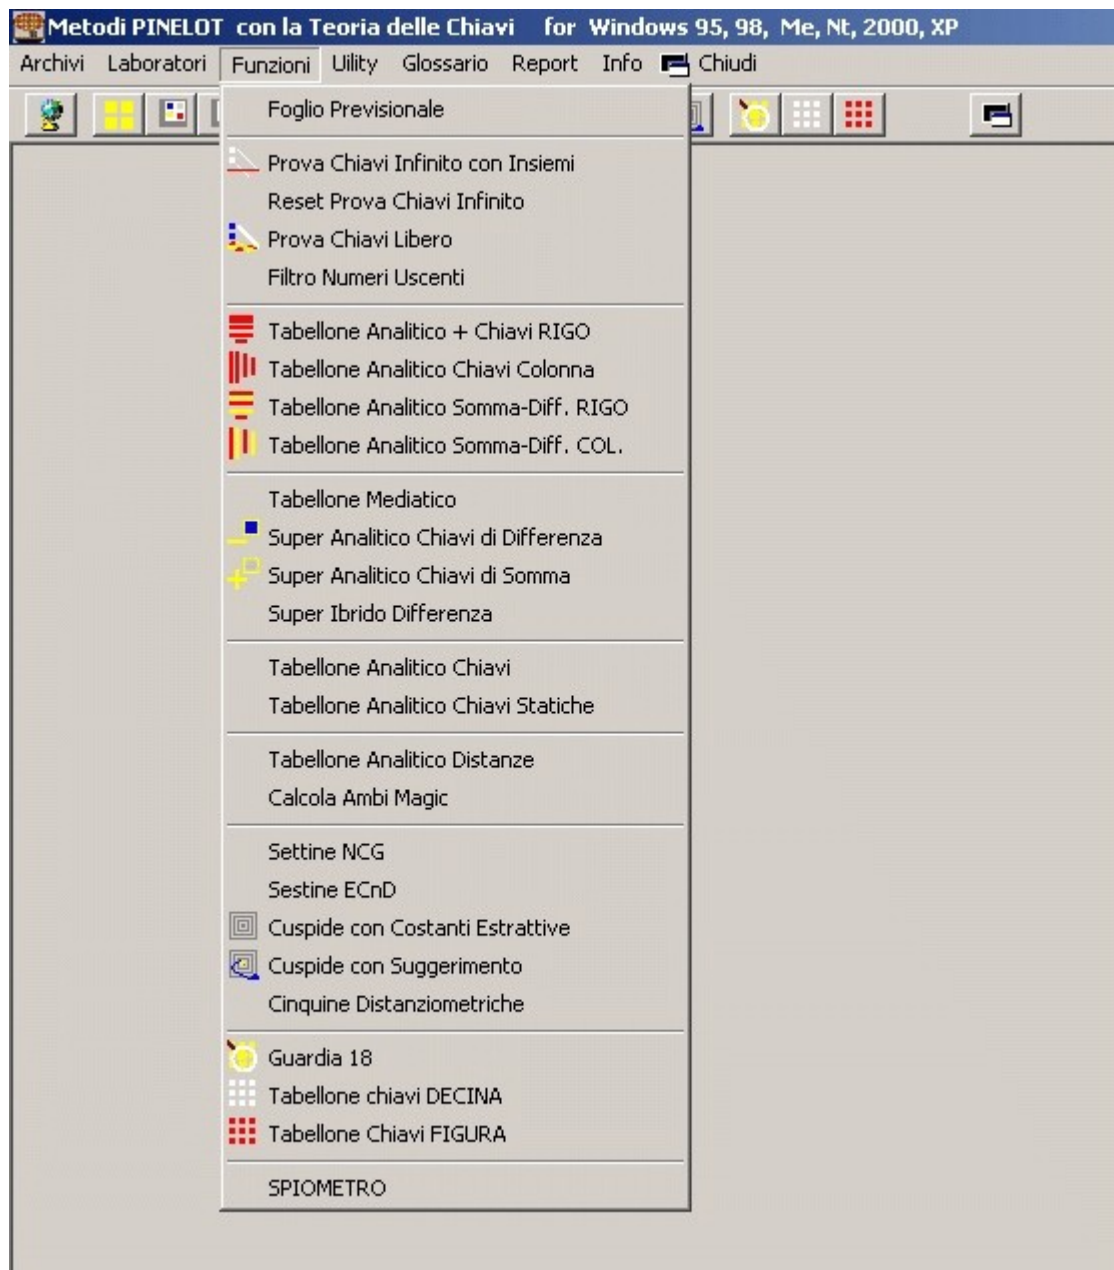 Metodi PINELOT con la Teoria delle Chiavi for Windows 95, 98, Me, Nt, 2000, XP
Archivi Laboratori Funzioni Uility Glossario Report Info Chiudi
Foglio Previsionale
Prova Chiavi Infinito con Insiemi
Reset Prova Chiavi Infinito
Prova Chiavi Libero
Filtro Numeri Uscenti
Tabellone Analitico + Chiavi RIGO
Tabellone Analitico Chiavi Colonna
Tabellone Analitico Somma-Diff. RIGO
Tabellone Analitico Somma-Diff. COL.
Tabellone Mediatico
Super Analitico Chiavi di Differenza
Super Analitico Chiavi di Somma
Super Ibrido Differenza
Tabellone Analitico Chiavi
Tabellone Analitico Chiavi Statiche
Tabellone Analitico Distanze
Calcola Ambi Magic
Settine NCG
Sestine ECnD
Cuspide con Costanti Estrattive
Cuspide con Suggerimento
Cinquine Distanziometriche
Guardia 18
Tabellone chiavi DECINA
Tabellone Chiavi FIGURA
SPIOMETRO